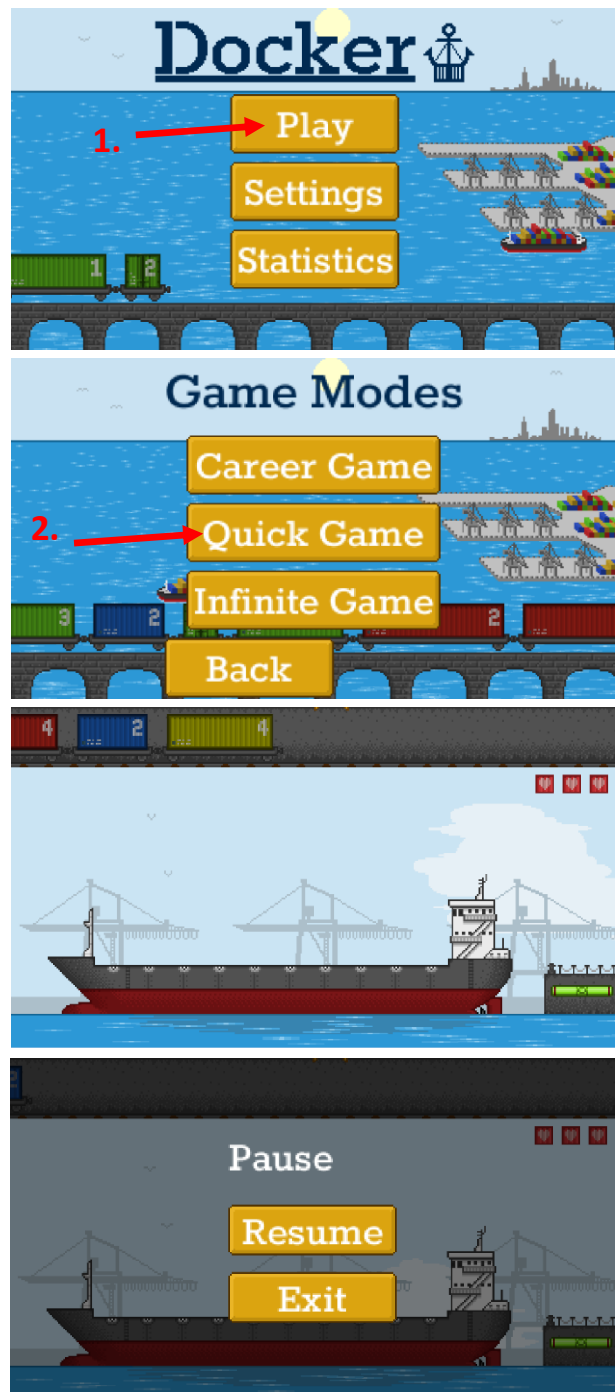 Docker
1.
Play
Settings
Statistics
1 2
Game Modes
Career Game
2.
Quick Game
Infinite Game
3 2 2
Back
4 2 4
Pause
Resume
Exit